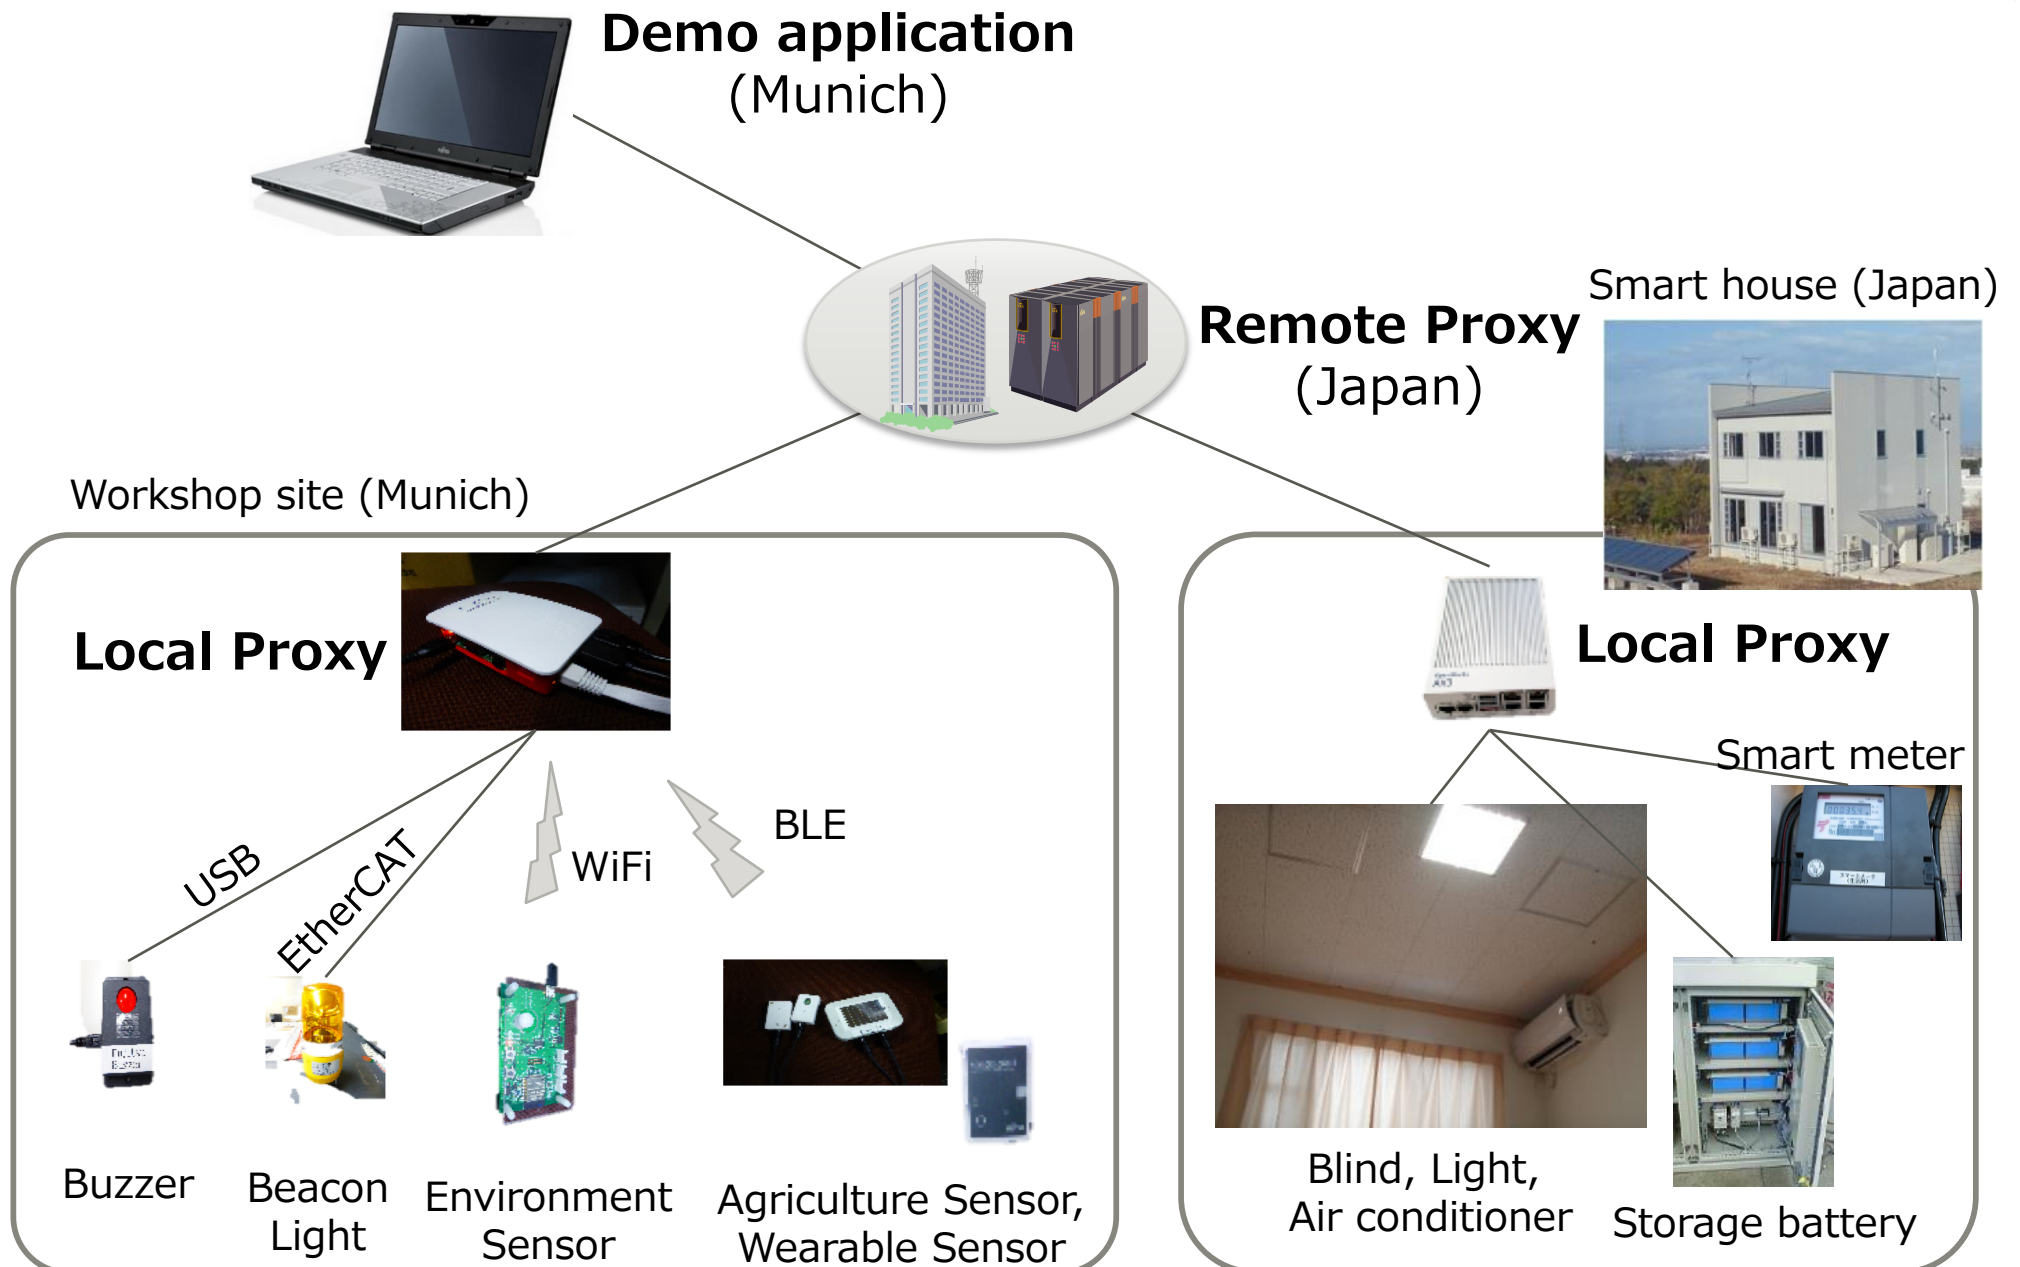 Demo application
(Munich)
Smart house (Japan)
Remote Proxy
(Japan)
Workshop site (Munich)
Local Proxy
Local Proxy
Smart meter
USB
EtherCAT
WiFi
BLE
Buzzer
Beacon
Light
Environment
Sensor
Agriculture Sensor,
Wearable Sensor
Blind, Light,
Air conditioner
Storage battery